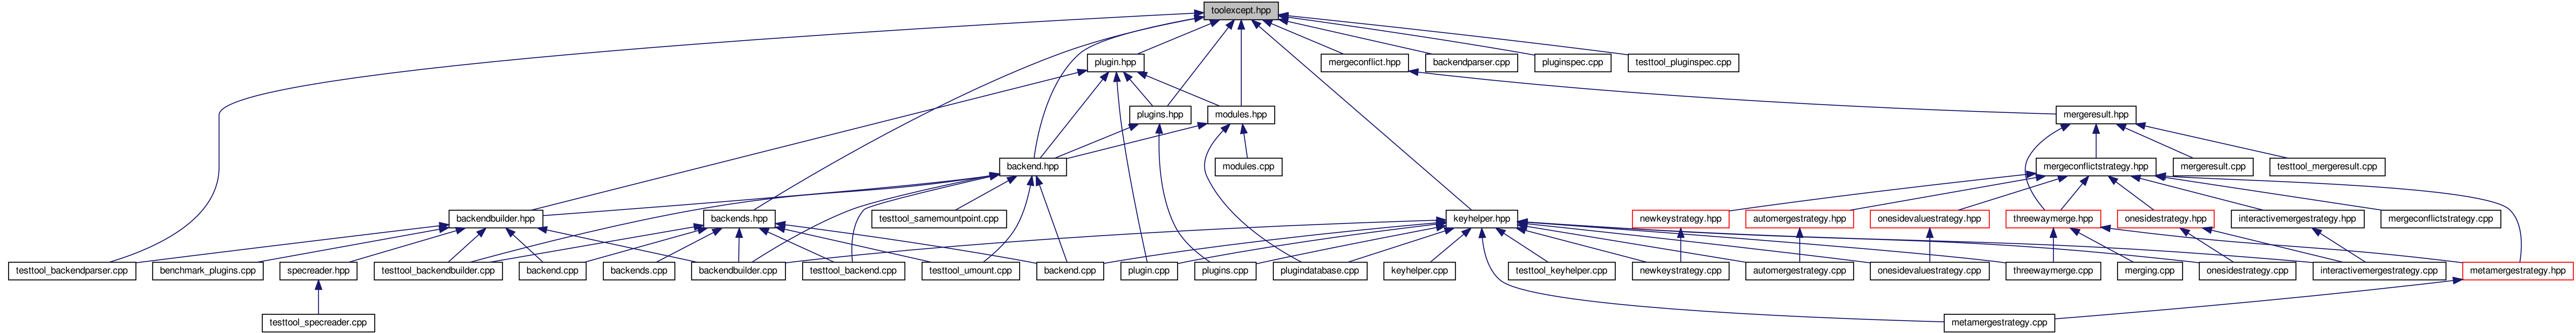 toolexcept.hpp
plugin.hpp
mergeconflict.hpp
backendparser.cpp
pluginspec.cpp
testtool_pluginspec.cpp
plugins.hpp
modules.hpp
mergeresult.hpp
backend.hpp
modules.cpp
mergeconflictstrategy.hpp
mergeresult.cpp
testtool_mergeresult.cpp
backendbuilder.hpp
backends.hpp
testtool_samemountpoint.cpp
keyhelper.hpp
newkeystrategy.hpp
automergestrategy.hpp
onesidevaluestrategy.hpp
threewaymerge.hpp
onesidestrategy.hpp
interactivemergestrategy.hpp
mergeconflictstrategy.cpp
testtool_backendparser.cpp
benchmark_plugins.cpp
specreader.hpp
testtool_backendbuilder.cpp
backend.cpp
backends.cpp
backendbuilder.cpp
testtool_backend.cpp
testtool_umount.cpp
backend.cpp
plugin.cpp
plugins.cpp
plugindatabase.cpp
keyhelper.cpp
testtool_keyhelper.cpp
newkeystrategy.cpp
automergestrategy.cpp
onesidevaluestrategy.cpp
threewaymerge.cpp
merging.cpp
onesidestrategy.cpp
interactivemergestrategy.cpp
metamergestrategy.hpp
testtool_specreader.cpp
metamergestrategy.cpp